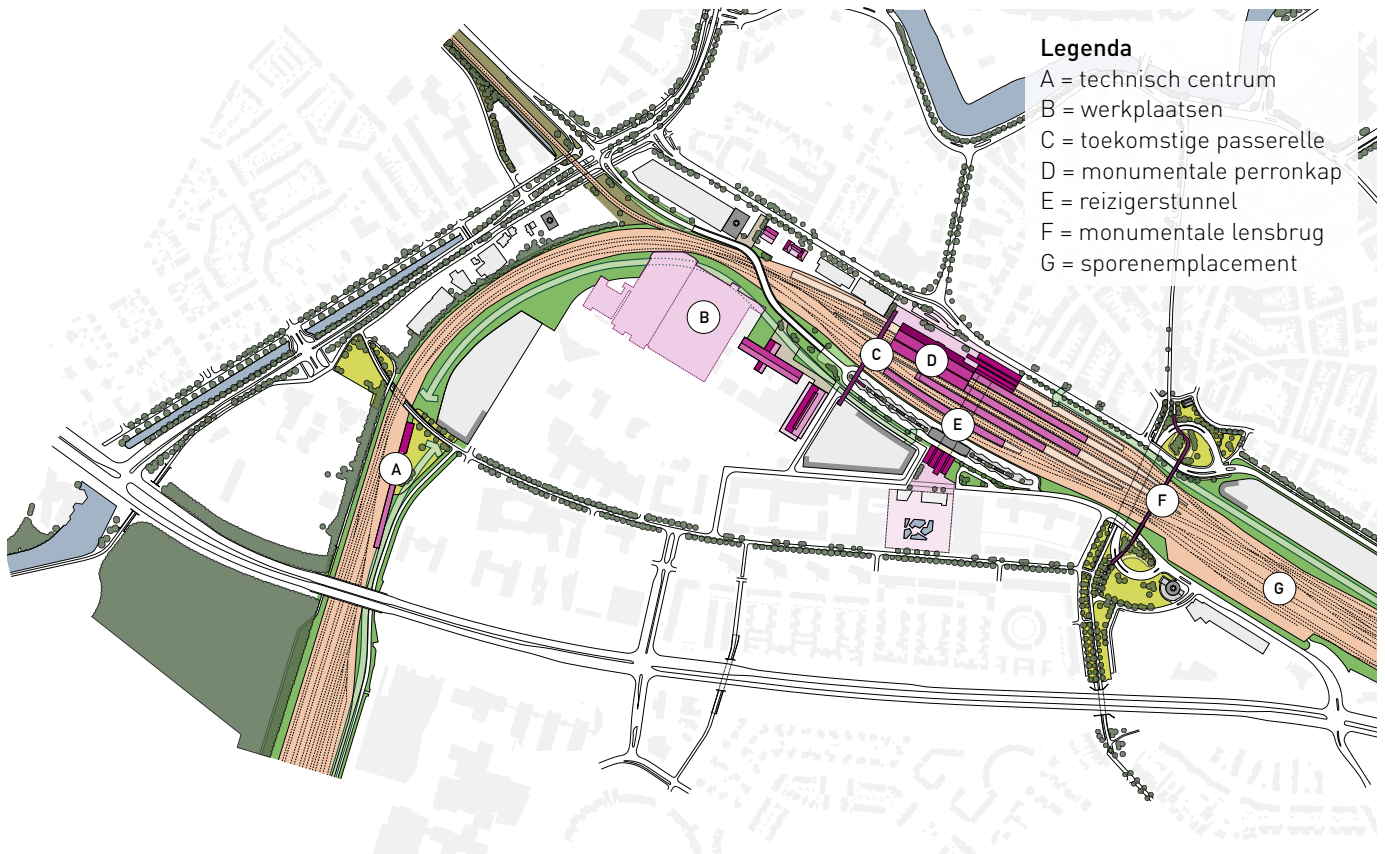 Legenda
A = technisch centrum
B = werkplaatsen
C = toekomstige passerelle
D = monumentale perronkap
E = reizigerstunnel
F = monumentale lensbrug
G = sporenemplacement
B
C
D
E
A
F
G